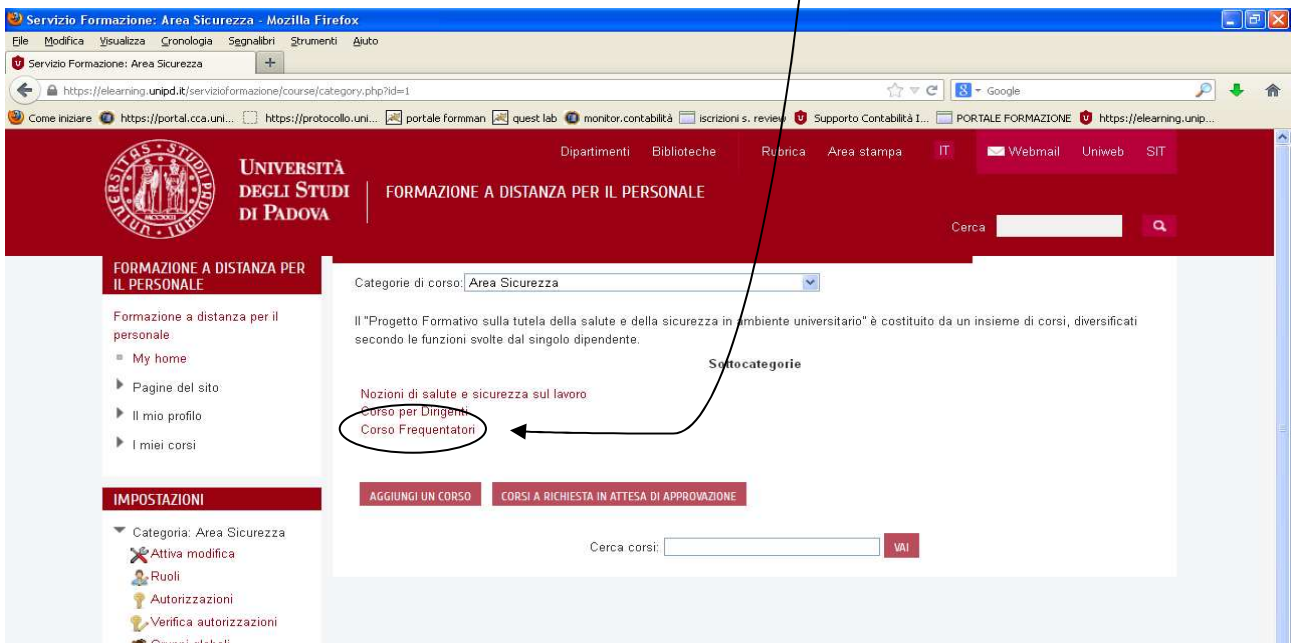 Servizio Formazione: Area Sicurezza - Mozilla Firefox
File Modifica Visualizza Cronologia Segnalibri Strumenti Aiuto
Servizio Formazione: Area Sicurezza +
https://elearning.unipd.it/servizioformazione/course/category.php?id=1 Google
Come iniziare https://portal.cca.uni... https://protocollo.uni... portale formman quest lab monitor.contabilità iscrizioni s. review Supporto Contabilità I... PORTALE FORMAZIONE https://elearning.unip...
Dipartimenti Biblioteche Rubrica Area stampa IT Webmail Uniweb SIT
UNIVERSITÀ
DEGLI STUDI
DI PADOVA
FORMAZIONE A DISTANZA PER IL PERSONALE
Cerca
FORMAZIONE A DISTANZA PER
IL PERSONALE
Formazione a distanza per il
personale
My home
Pagine del sito
Il mio profilo
I miei corsi
Categorie di corso: Area Sicurezza
Il "Progetto Formativo sulla tutela della salute e della sicurezza in ambiente universitario" è costituito da un insieme di corsi, diversificati
secondo le funzioni svolte dal singolo dipendente.
Sottocategorie
Nozioni di salute e sicurezza sul lavoro
Corso per Dirigenti
Corso Frequentatori
AGGIUNGI UN CORSO CORSI A RICHIESTA IN ATTESA DI APPROVAZIONE
Cerca corsi: VAI
IMPOSTAZIONI
Categoria: Area Sicurezza
Attiva modifica
Ruoli
Autorizzazioni
Verifica autorizzazioni